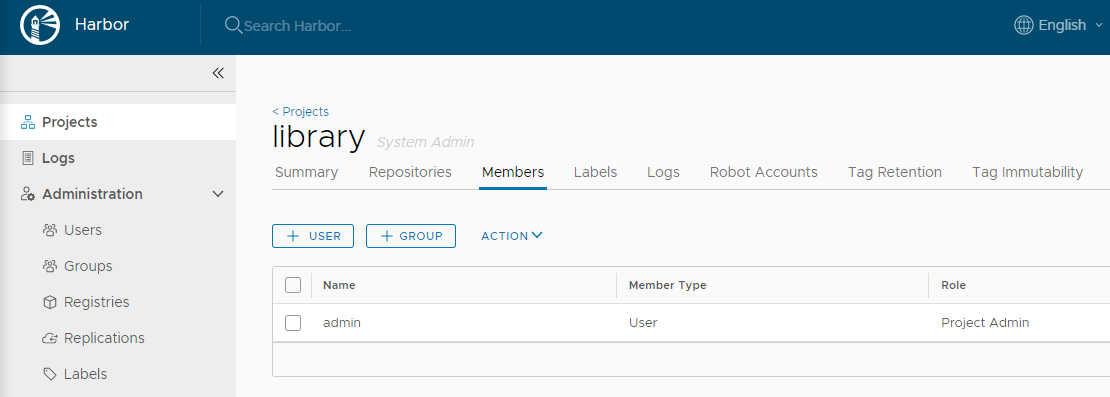 Harbor
Search Harbor...
English
Projects
Logs
Administration
Users
Groups
Registries
Replications
Labels
< Projects
library System Admin
Summary Repositories Members Labels Logs Robot Accounts Tag Retention Tag Immutability
+ USER + GROUP ACTION
Name Member Type Role
admin User Project Admin